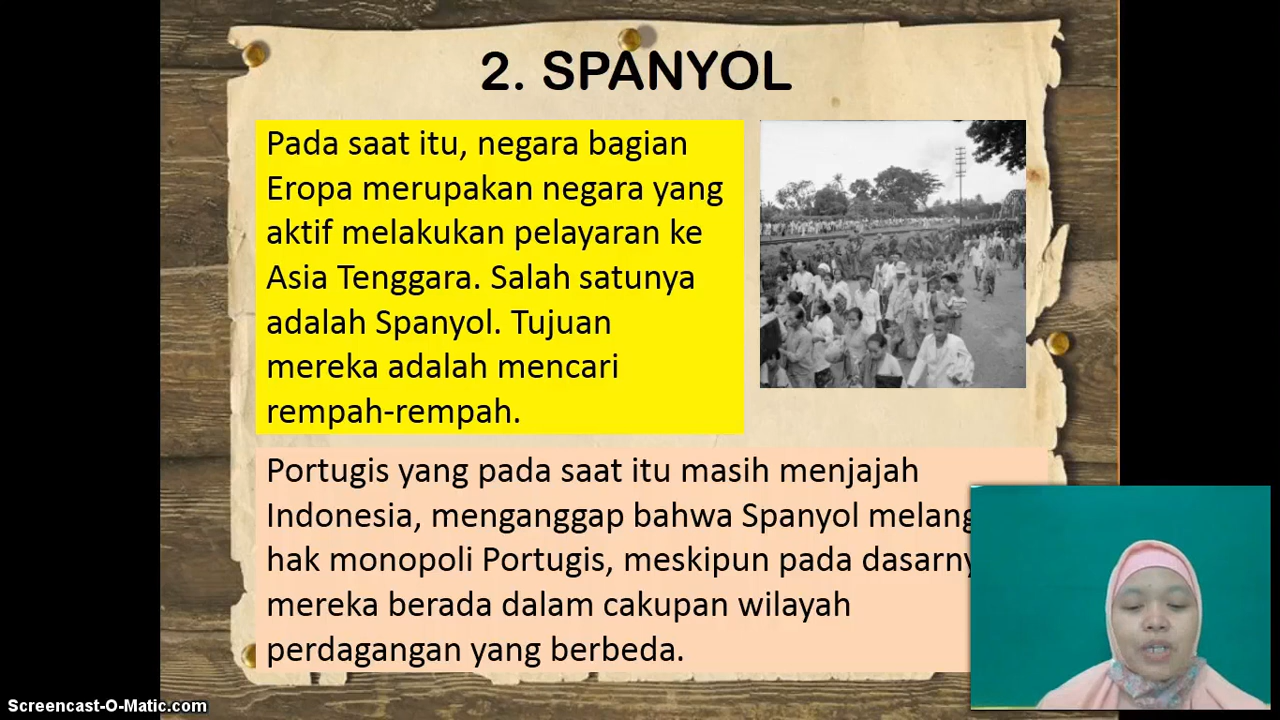 2. SPANYOL
Pada saat itu, negara bagian
Eropa merupakan negara yang
aktif melakukan pelayaran ke
Asia Tenggara. Salah satunya
adalah Spanyol. Tujuan
mereka adalah mencari
rempah-rempah.
Portugis yang pada saat itu masih menjajah
Indonesia, menganggap bahwa Spanyol
hak monopoli Portugis, meskipun pada
mereka berada dalam cakupan wilayah
perdagangan yang berbeda.
Screencast-O-Matic.com